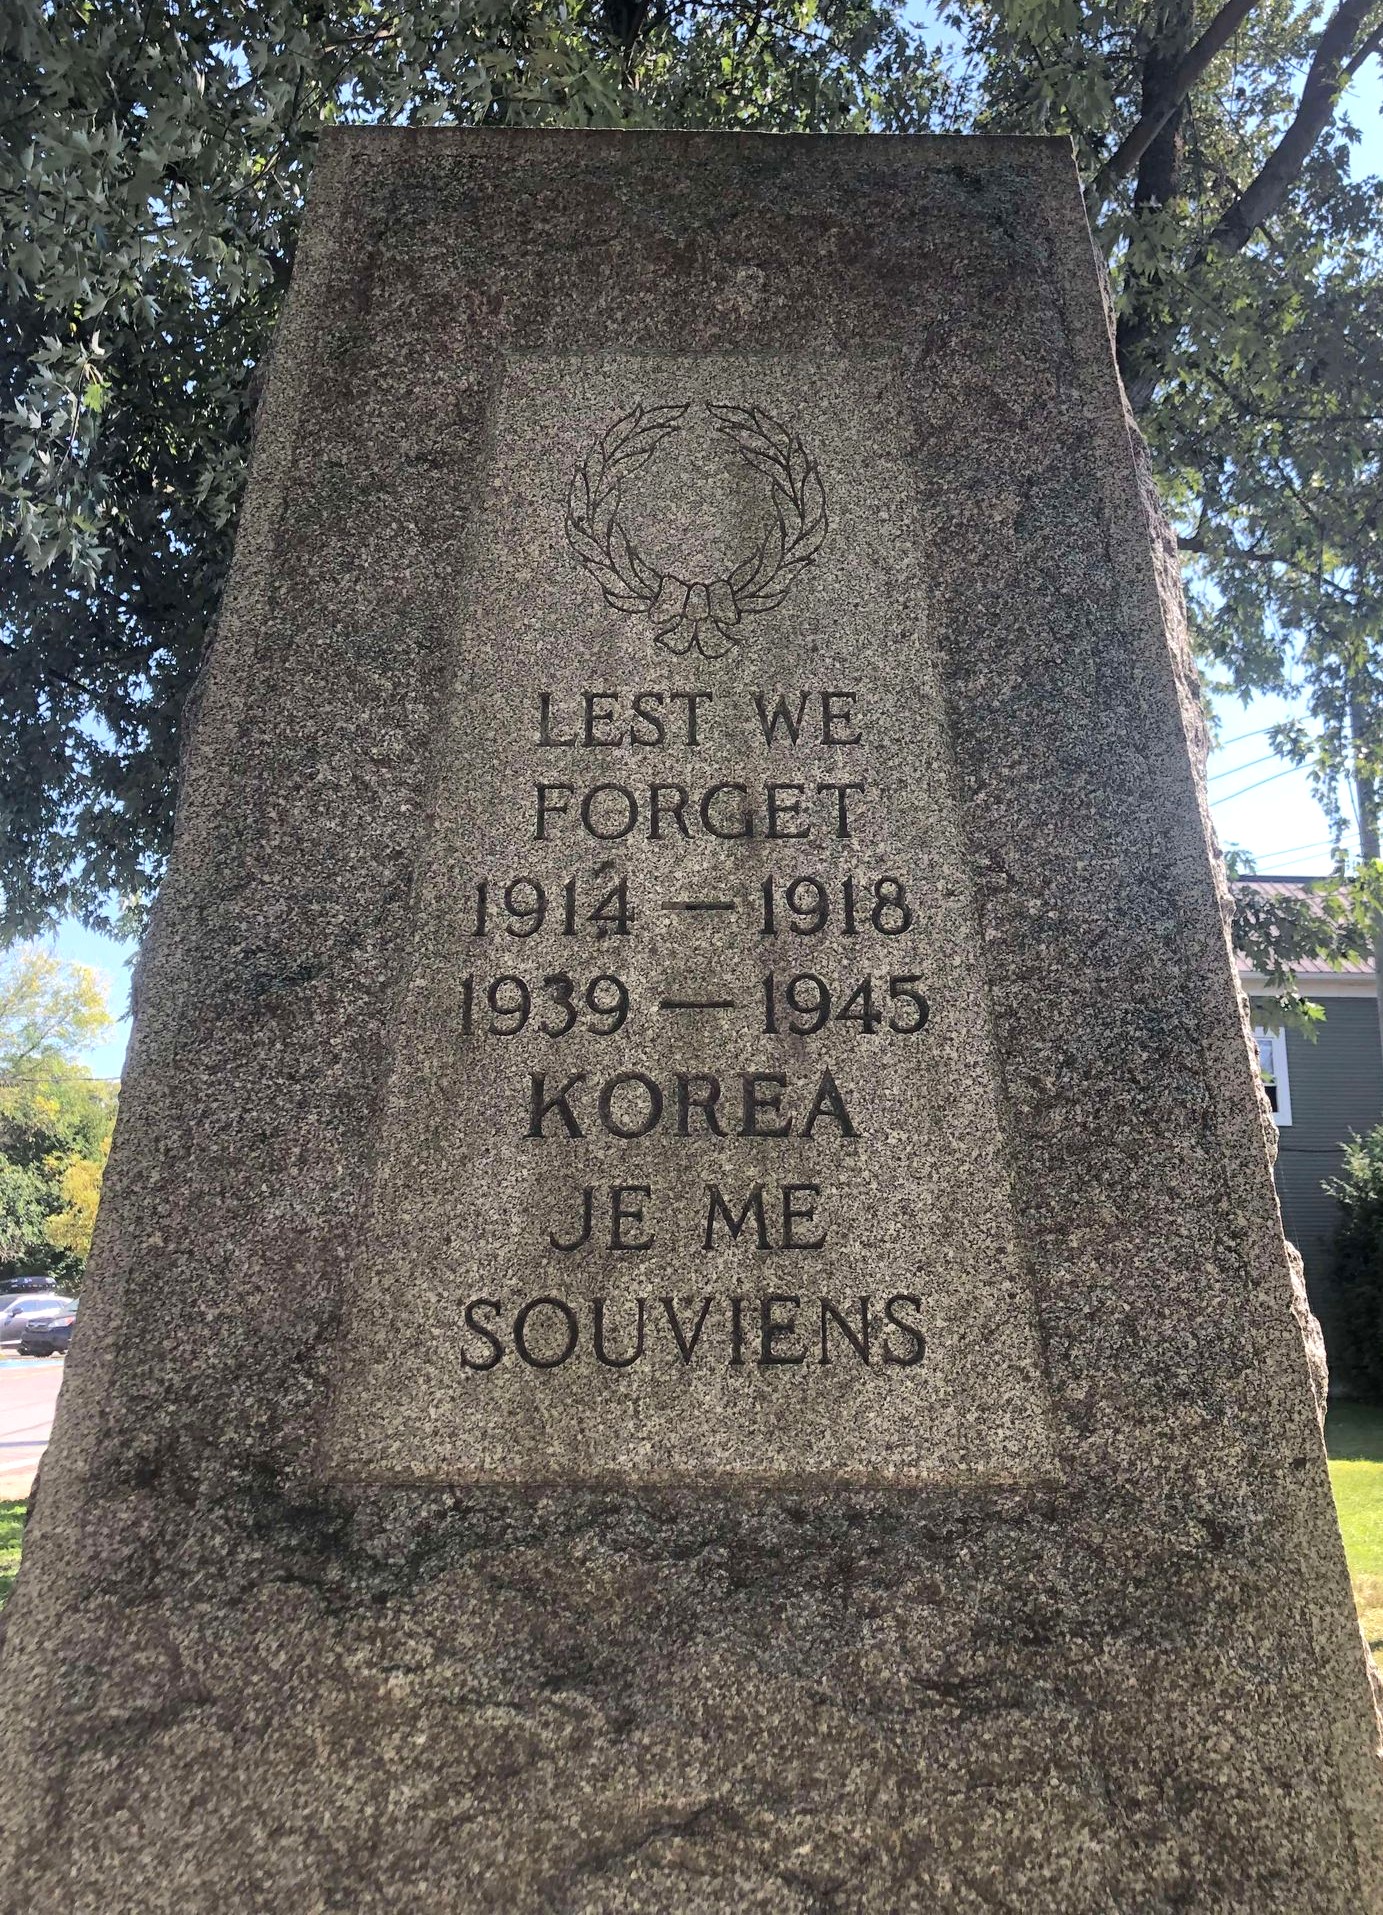 LEST WE
FORGET
1914 — 1918
1939 — 1945
KOREA
JE ME
SOUVIENS